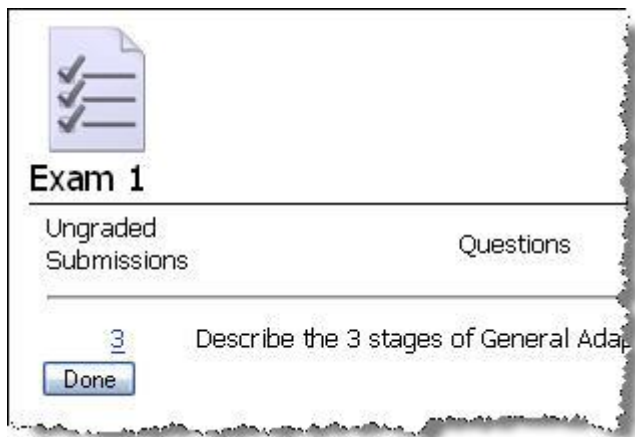 Exam 1
Ungraded
Submissions
Questions
3 Describe the 3 stages of General Adap
Done